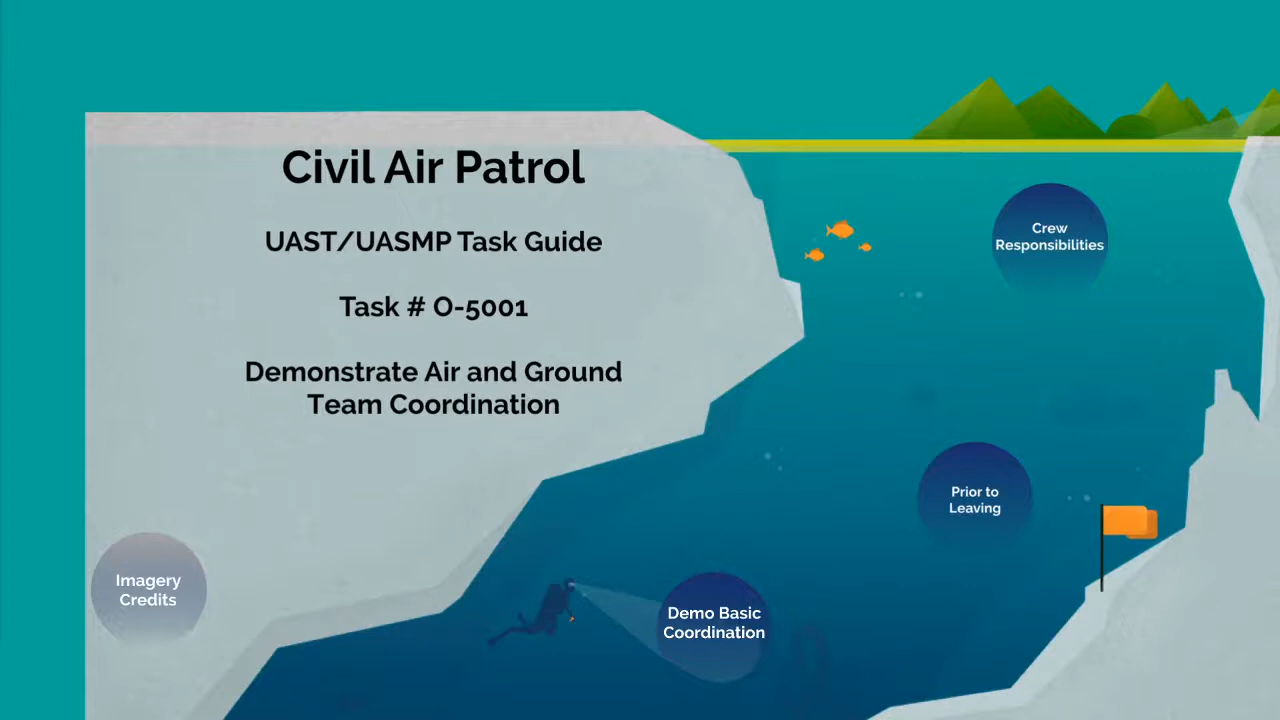 Civil Air Patrol
UAST/UASMP Task Guide
Task # O-5001
Demonstrate Air and Ground
Team Coordination
Crew
Responsibilities
Prior to
Leaving
Imagery
Credits
Demo Basic
Coordination